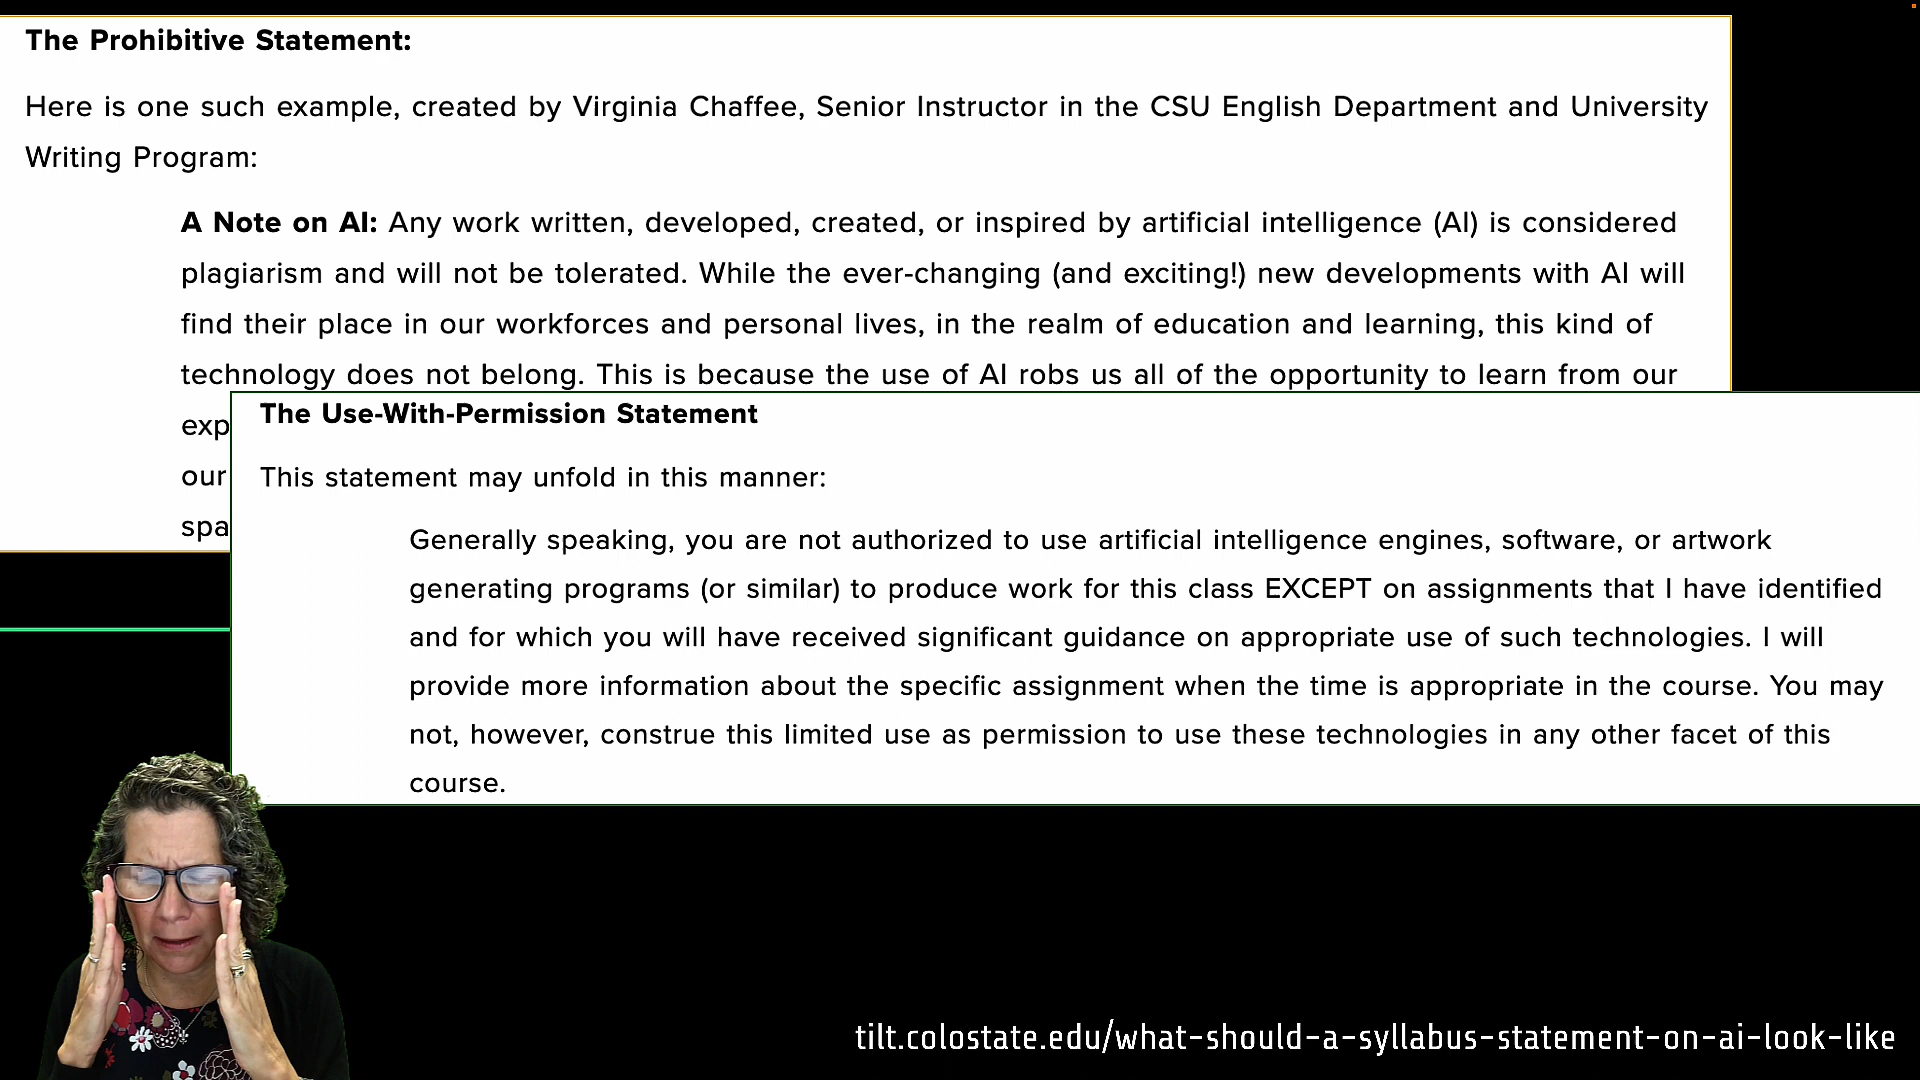 The Prohibitive Statement:
Here is one such example, created by Virginia Chaffee, Senior Instructor in the CSU English Department and University
Writing Program:
A Note on AI: Any work written, developed, created, or inspired by artificial intelligence (AI) is considered
plagiarism and will not be tolerated. While the ever-changing (and exciting!) new developments with AI will
find their place in our workforces and personal lives, in the realm of education and learning, this kind of
technology does not belong. This is because the use of AI robs us all of the opportunity to learn from our
exp
our
spa
The Use-With-Permission Statement
This statement may unfold in this manner:
Generally speaking, you are not authorized to use artificial intelligence engines, software, or artwork
generating programs (or similar) to produce work for this class EXCEPT on assignments that I have identified
and for which you will have received significant guidance on appropriate use of such technologies. I will
provide more information about the specific assignment when the time is appropriate in the course. You may
not, however, construe this limited use as permission to use these technologies in any other facet of this
course.
tilt.colostate.edu/what-should-a-syllabus-statement-on-ai-look-like